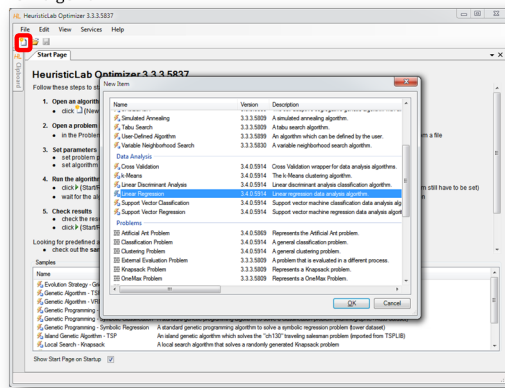 HeuristicLab Optimizer 3.3.3.5837
File Edit View Services Help
Start Page
Clipboard
HeuristicLab Optimizer 3.3.3.5837
Follow these steps to st
1. Open an algorith
click (New
2. Open a problem
in the Problem
m a file
3. Set parameters
set problem p
set algorithm
4. Run the algorithm
click (Start/R
m still have to be set)
wait for the alg
5. Check results
check the resu
click (Start/R
Looking for predefined a
check out the sam
Samples
Name
New Item
Name Version Description
Simulated Annealing 3.3.3.5809 A simulated annealing algorithm.
Tabu Search 3.3.3.5809 A tabu search algorithm.
User-Defined Algorithm 3.3.3.5809 An algorithm which can be defined by the user.
Variable Neighborhood Search 3.3.3.5830 A variable neighborhood search algorithm.
Data Analysis
Cross Validation 3.4.0.5914 Cross Validation wrapper for data analysis algorithms.
k-Means 3.4.0.5914 The k-Means clustering algorithm.
Linear Discriminant Analysis 3.4.0.5914 Linear discriminant analysis classification algorithm.
Linear Regression 3.4.0.5914 Linear regression data analysis algorithm.
Support Vector Classification 3.4.0.5914 Support vector machine classification data analysis alg
Support Vector Regression 3.4.0.5914 Support vector machine regression data analysis algorit
Problems
Artificial Ant Problem 3.4.0.5869 Represents the Artificial Ant problem.
Classification Problem 3.4.0.5914 A general classification problem.
Clustering Problem 3.4.0.5914 A general clustering problem.
External Evaluation Problem 3.3.3.5809 A problem that is evaluated in a different process.
Knapsack Problem 3.3.3.5809 Represents a Knapsack problem.
OneMax Problem 3.3.3.5809 Represents a OneMax Problem.
OK Cancel
Evolution Strategy - Gri
Genetic Algorithm - TSP
Genetic Algorithm - VRP
Genetic Programming -
Genetic Programming -
Genetic Programming - Symbolic Regression A standard genetic programming algorithm to solve a symbolic regression problem (tower dataset)
Island Genetic Algorithm - TSP An island genetic algorithm which solves the "ch130" traveling salesman problem (imported from TSPLIB)
Local Search - Knapsack A local search algorithm that solves a randomly generated Knapsack problem
Show Start Page on Startup